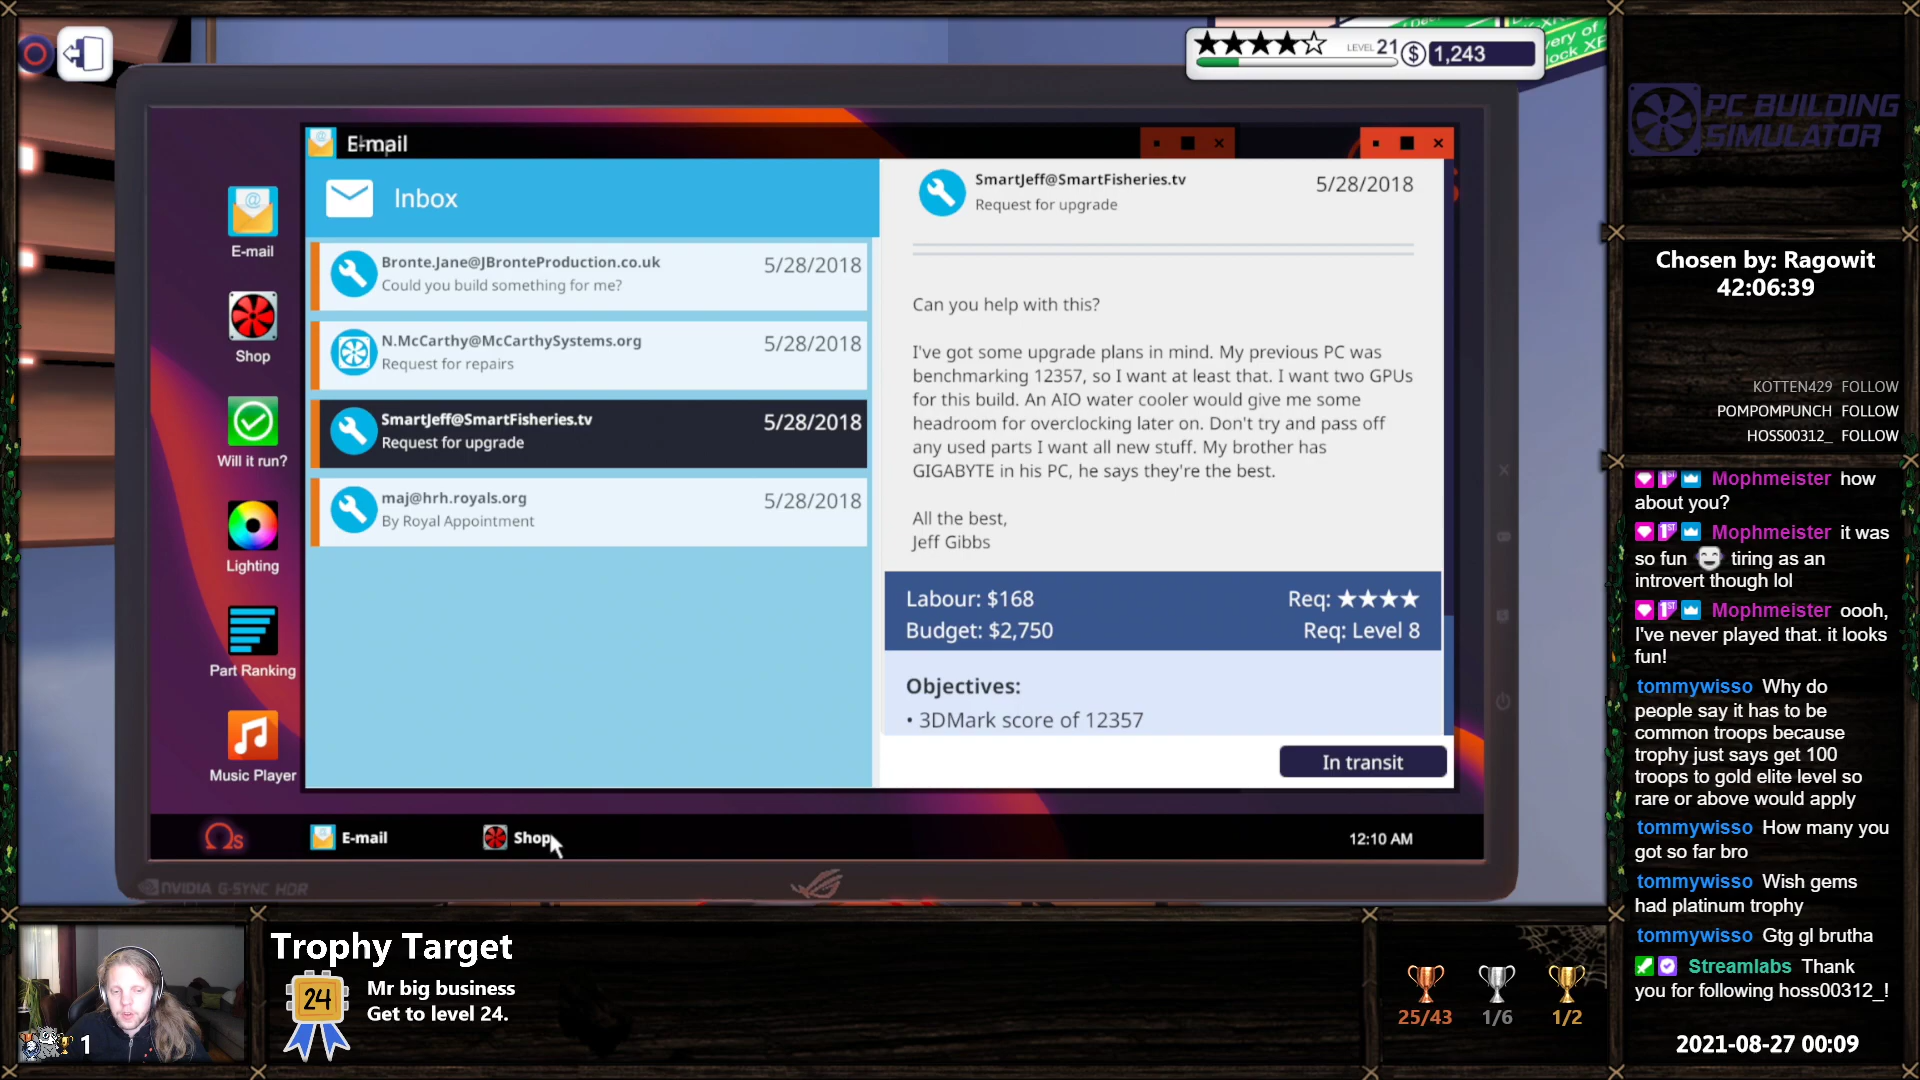 LEVEL 21
$ 1,243
E-mail
Inbox
Bronte.Jane@JBronteProduction.co.uk 5/28/2018
Could you build something for me?
N.McCarthy@McCarthySystems.org 5/28/2018
Request for repairs
SmartJeff@SmartFisheries.tv 5/28/2018
Request for upgrade
maj@hrh.royals.org 5/28/2018
By Royal Appointment
SmartJeff@SmartFisheries.tv 5/28/2018
Request for upgrade
Can you help with this?
I've got some upgrade plans in mind. My previous PC was
benchmarking 12357, so I want at least that. I want two GPUs
for this build. An AIO water cooler would give me some
headroom for overclocking later on. Don't try and pass off
any used parts I want all new stuff. My brother has
GIGABYTE in his PC, he says they're the best.
All the best,
Jeff Gibbs
Labour: $168 Req: ★★★★
Budget: $2,750 Req: Level 8
Objectives:
• 3DMark score of 12357
In transit
E-mail
Shop
Will it run?
Lighting
Part Ranking
Music Player
Ωs E-mail Shop 12:10 AM
NVIDIA G-SYNC HDR
PC BUILDING
SIMULATOR
Chosen by: Ragowit
42:06:39
KOTTEN429 FOLLOW
POMPOMPUNCH FOLLOW
HOSS00312_ FOLLOW
Mophmeister how
about you?
Mophmeister it was
so fun tiring as an
introvert though lol
Mophmeister oooh,
I've never played that. it looks
fun!
tommywisso Why do
people say it has to be
common troops because
trophy just says get 100
troops to gold elite level so
rare or above would apply
tommywisso How many you
got so far bro
tommywisso Wish gems
had platinum trophy
tommywisso Gtg gl brutha
Streamlabs Thank
you for following hoss00312_!
2021-08-27 00:09
1
Trophy Target
24
Mr big business
Get to level 24.
25/43 1/6 1/2